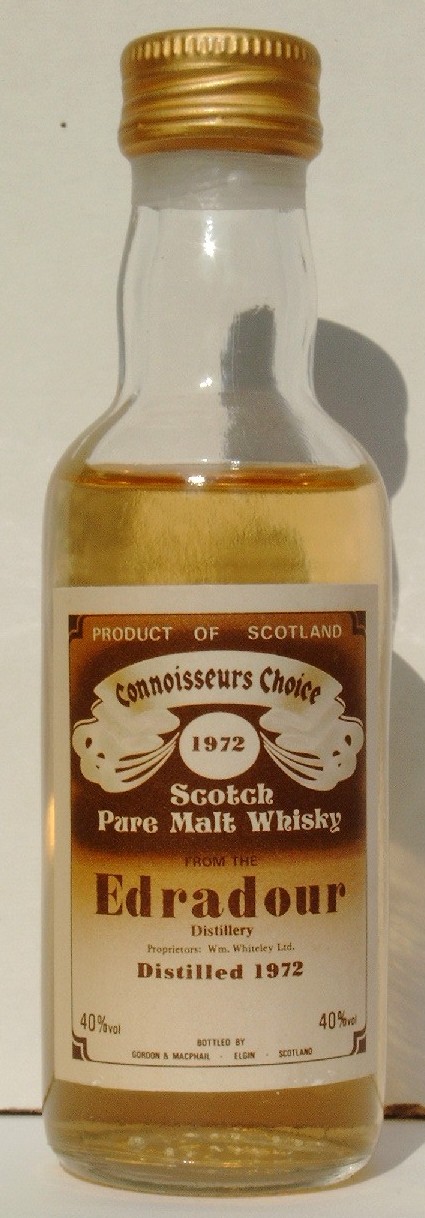 PRODUCT OF SCOTLAND
Connoisseurs Choice
1972
Scotch
Pure Malt Whisky
FROM THE
Edradour
Distillery
Proprietors: Wm. Whiteley Ltd.
Distilled 1972
40%vol 40%vol
BOTTLED BY
GORDON & MACPHAIL · ELGIN · SCOTLAND